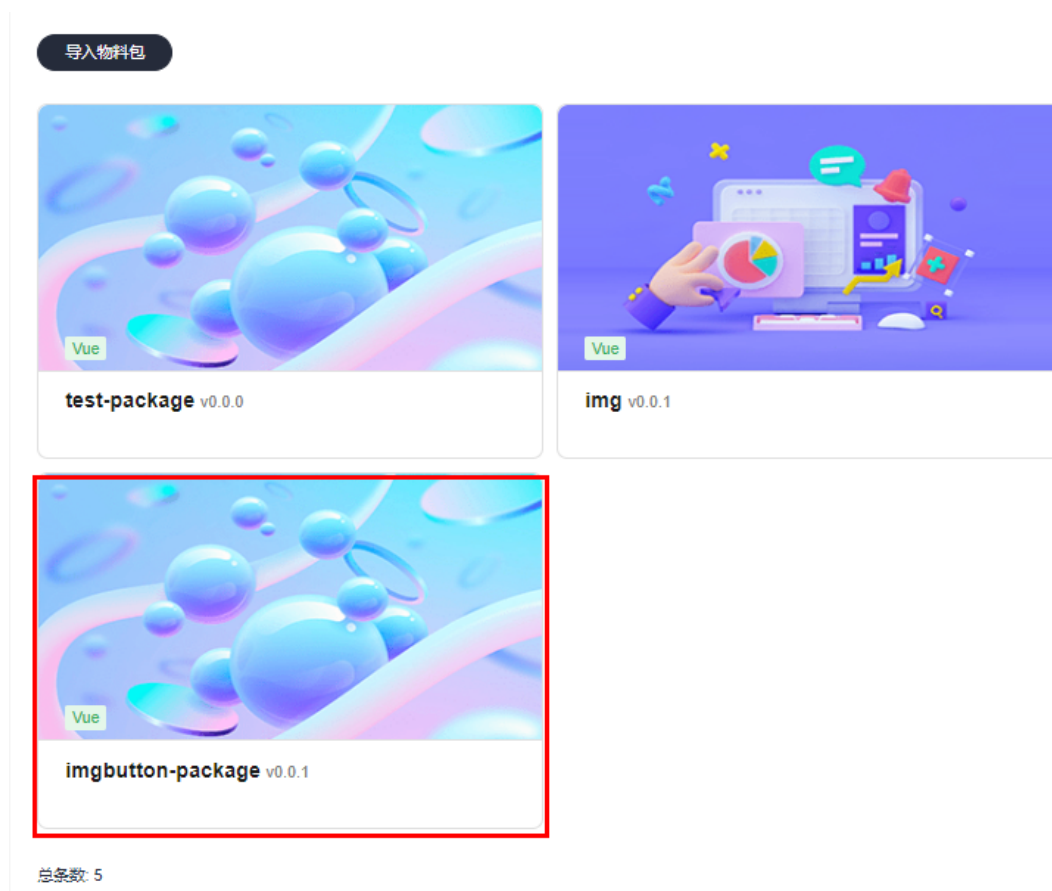 导入物料包
Vue
Vue
test-package v0.0.0
img v0.0.1
Vue
imgbutton-package v0.0.1
总条数: 5